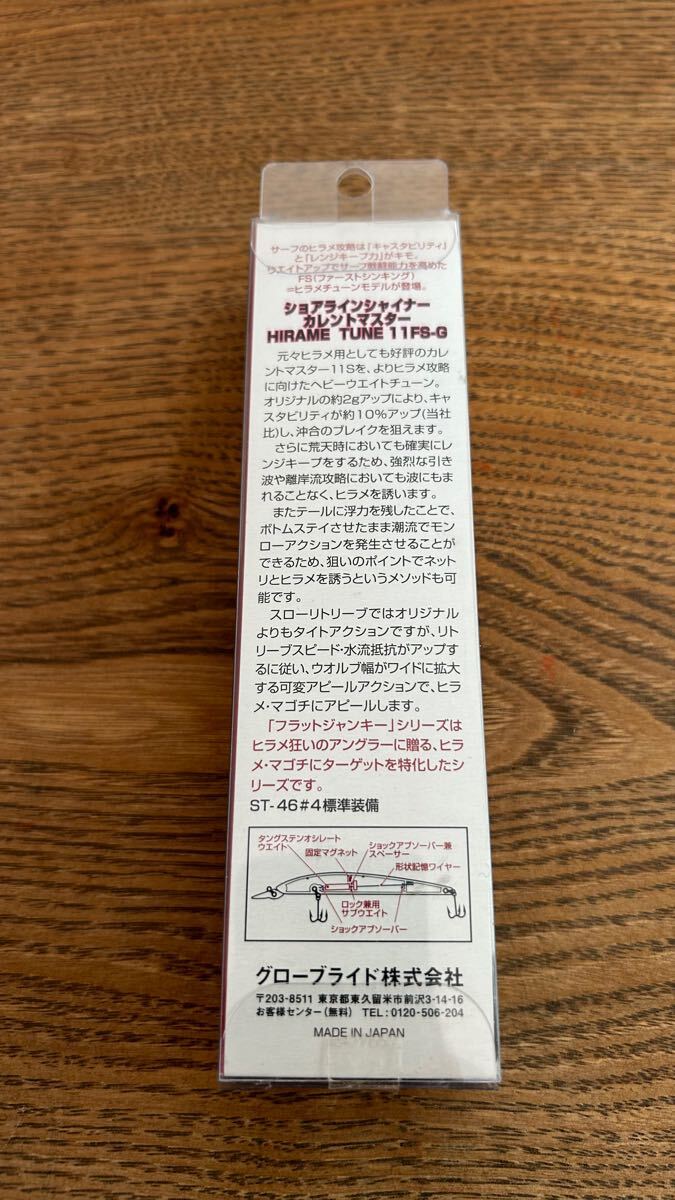 サーフのヒラメ攻略は「キャスタビリティ」
と「レンジキープ力」がキモ。
ウエイトアップでサーフ戦闘能力を高めた
FS(ファーストシンキング)
=ヒラメチューンモデルが登場。
ショアラインシャイナー
カレントマスター
HIRAME TUNE 11FS-G
元々ヒラメ用としても好評のカレ
ントマスター11Sを、よりヒラメ攻略
に向けたヘビーウエイトチューン。
オリジナルの約2gアップにより、キャ
スタビリティが約10%アップ(当社
比)し、沖合のブレイクを狙えます。
さらに荒天時においても確実にレ
ンジキープをするため、強烈な引き
波や離岸流攻略においても波にもま
れることなく、ヒラメを誘います。
またテールに浮力を残したことで、
ボトムステイさせたまま潮流でモン
ローアクションを発生させることが
できるため、狙いのポイントでネット
リとヒラメを誘うというメソッドも可
能です。
スローリトリーブではオリジナル
よりもタイトアクションですが、リト
リーブスピード・水流抵抗がアップす
るに従い、ウオルブ幅がワイドに拡大
する可変アピールアクションで、ヒラ
メ・マゴチにアピールします。
「フラットジャンキー」シリーズは
ヒラメ狂いのアングラーに贈る、ヒラ
メ・マゴチにターゲットを特化したシ
リーズです。
ST-46#4標準装備
タングステンオシレート
ウエイト
固定マグネット
ショックアブソーバー兼
スペーサー
形状記憶ワイヤー
ロック兼用
サブウエイト
ショックアブソーバー
グローブライド株式会社
〒203-8511 東京都東久留米市前沢3-14-16
お客様センター(無料) TEL:0120-506-204
MADE IN JAPAN